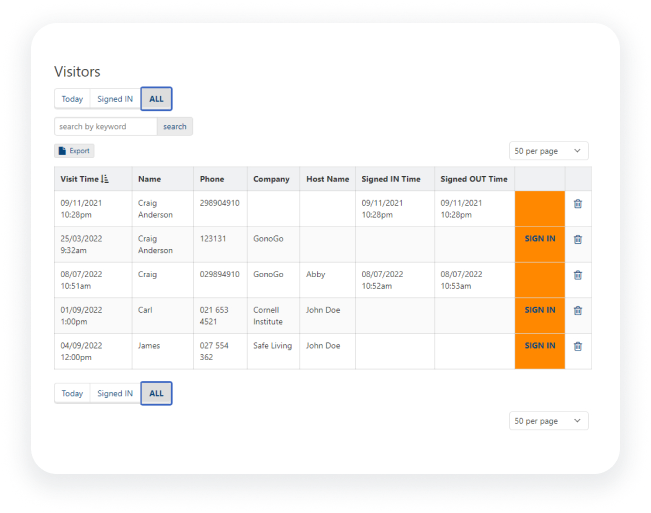 Visitors
Today Signed IN ALL
search by keyword search
Export 50 per page
Visit Time Name Phone Company Host Name Signed IN Time Signed OUT Time
09/11/2021 Craig 298904910 09/11/2021 09/11/2021
10:28pm Anderson 10:28pm 10:28pm
25/03/2022 Craig 123131 GonoGo SIGN IN
9:32am Anderson
08/07/2022 Craig 029894910 GonoGo Abby 08/07/2022 08/07/2022
10:51am 10:52am 10:53am
01/09/2022 Carl 021 653 Cornell John Doe SIGN IN
1:00pm 4521 Institute
04/09/2022 James 027 554 Safe Living John Doe SIGN IN
12:00pm 362
Today Signed IN ALL
50 per page